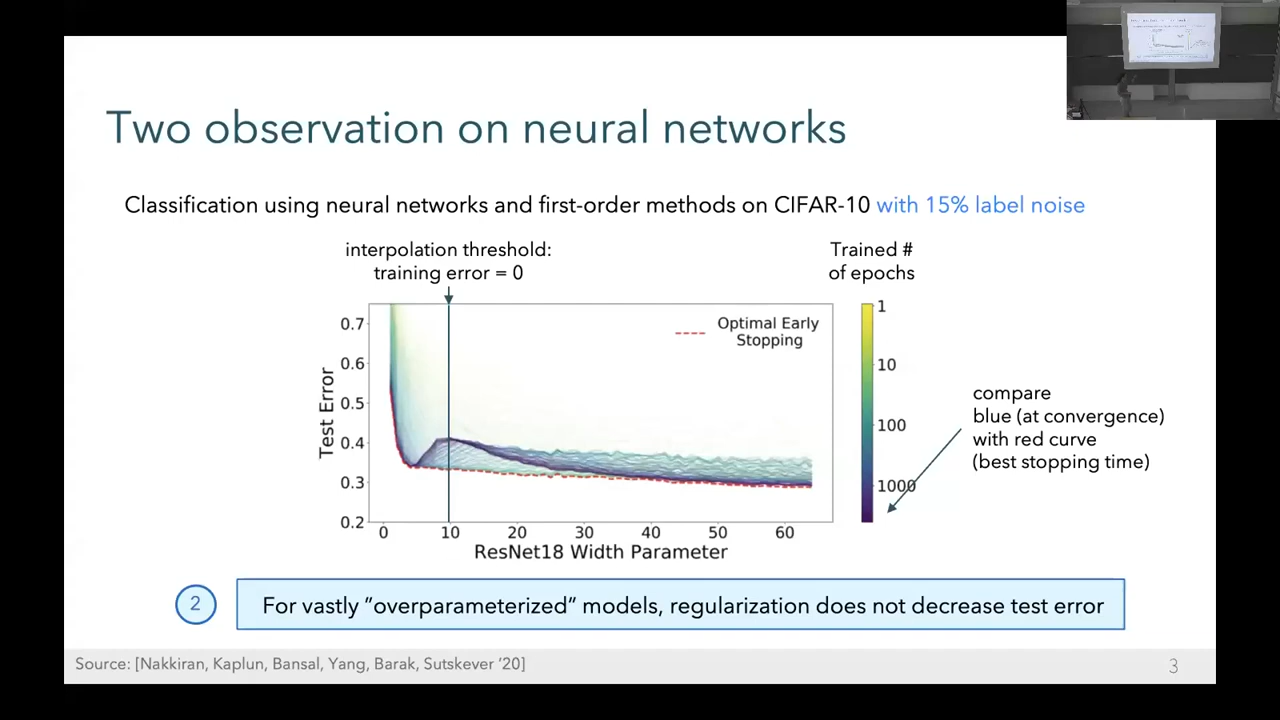 Two observation on neural networks
Classification using neural networks and first-order methods on CIFAR-10 with 15% label noise
interpolation threshold:
training error = 0
Trained #
of epochs
Optimal Early
Stopping
Test Error
0.7
0.6
0.5
0.4
0.3
0.2
0 10 20 30 40 50 60
ResNet18 Width Parameter
1
10
100
1000
compare
blue (at convergence)
with red curve
(best stopping time)
2
For vastly "overparameterized" models, regularization does not decrease test error
Source: [Nakkiran, Kaplun, Bansal, Yang, Barak, Sutskever '20]
3